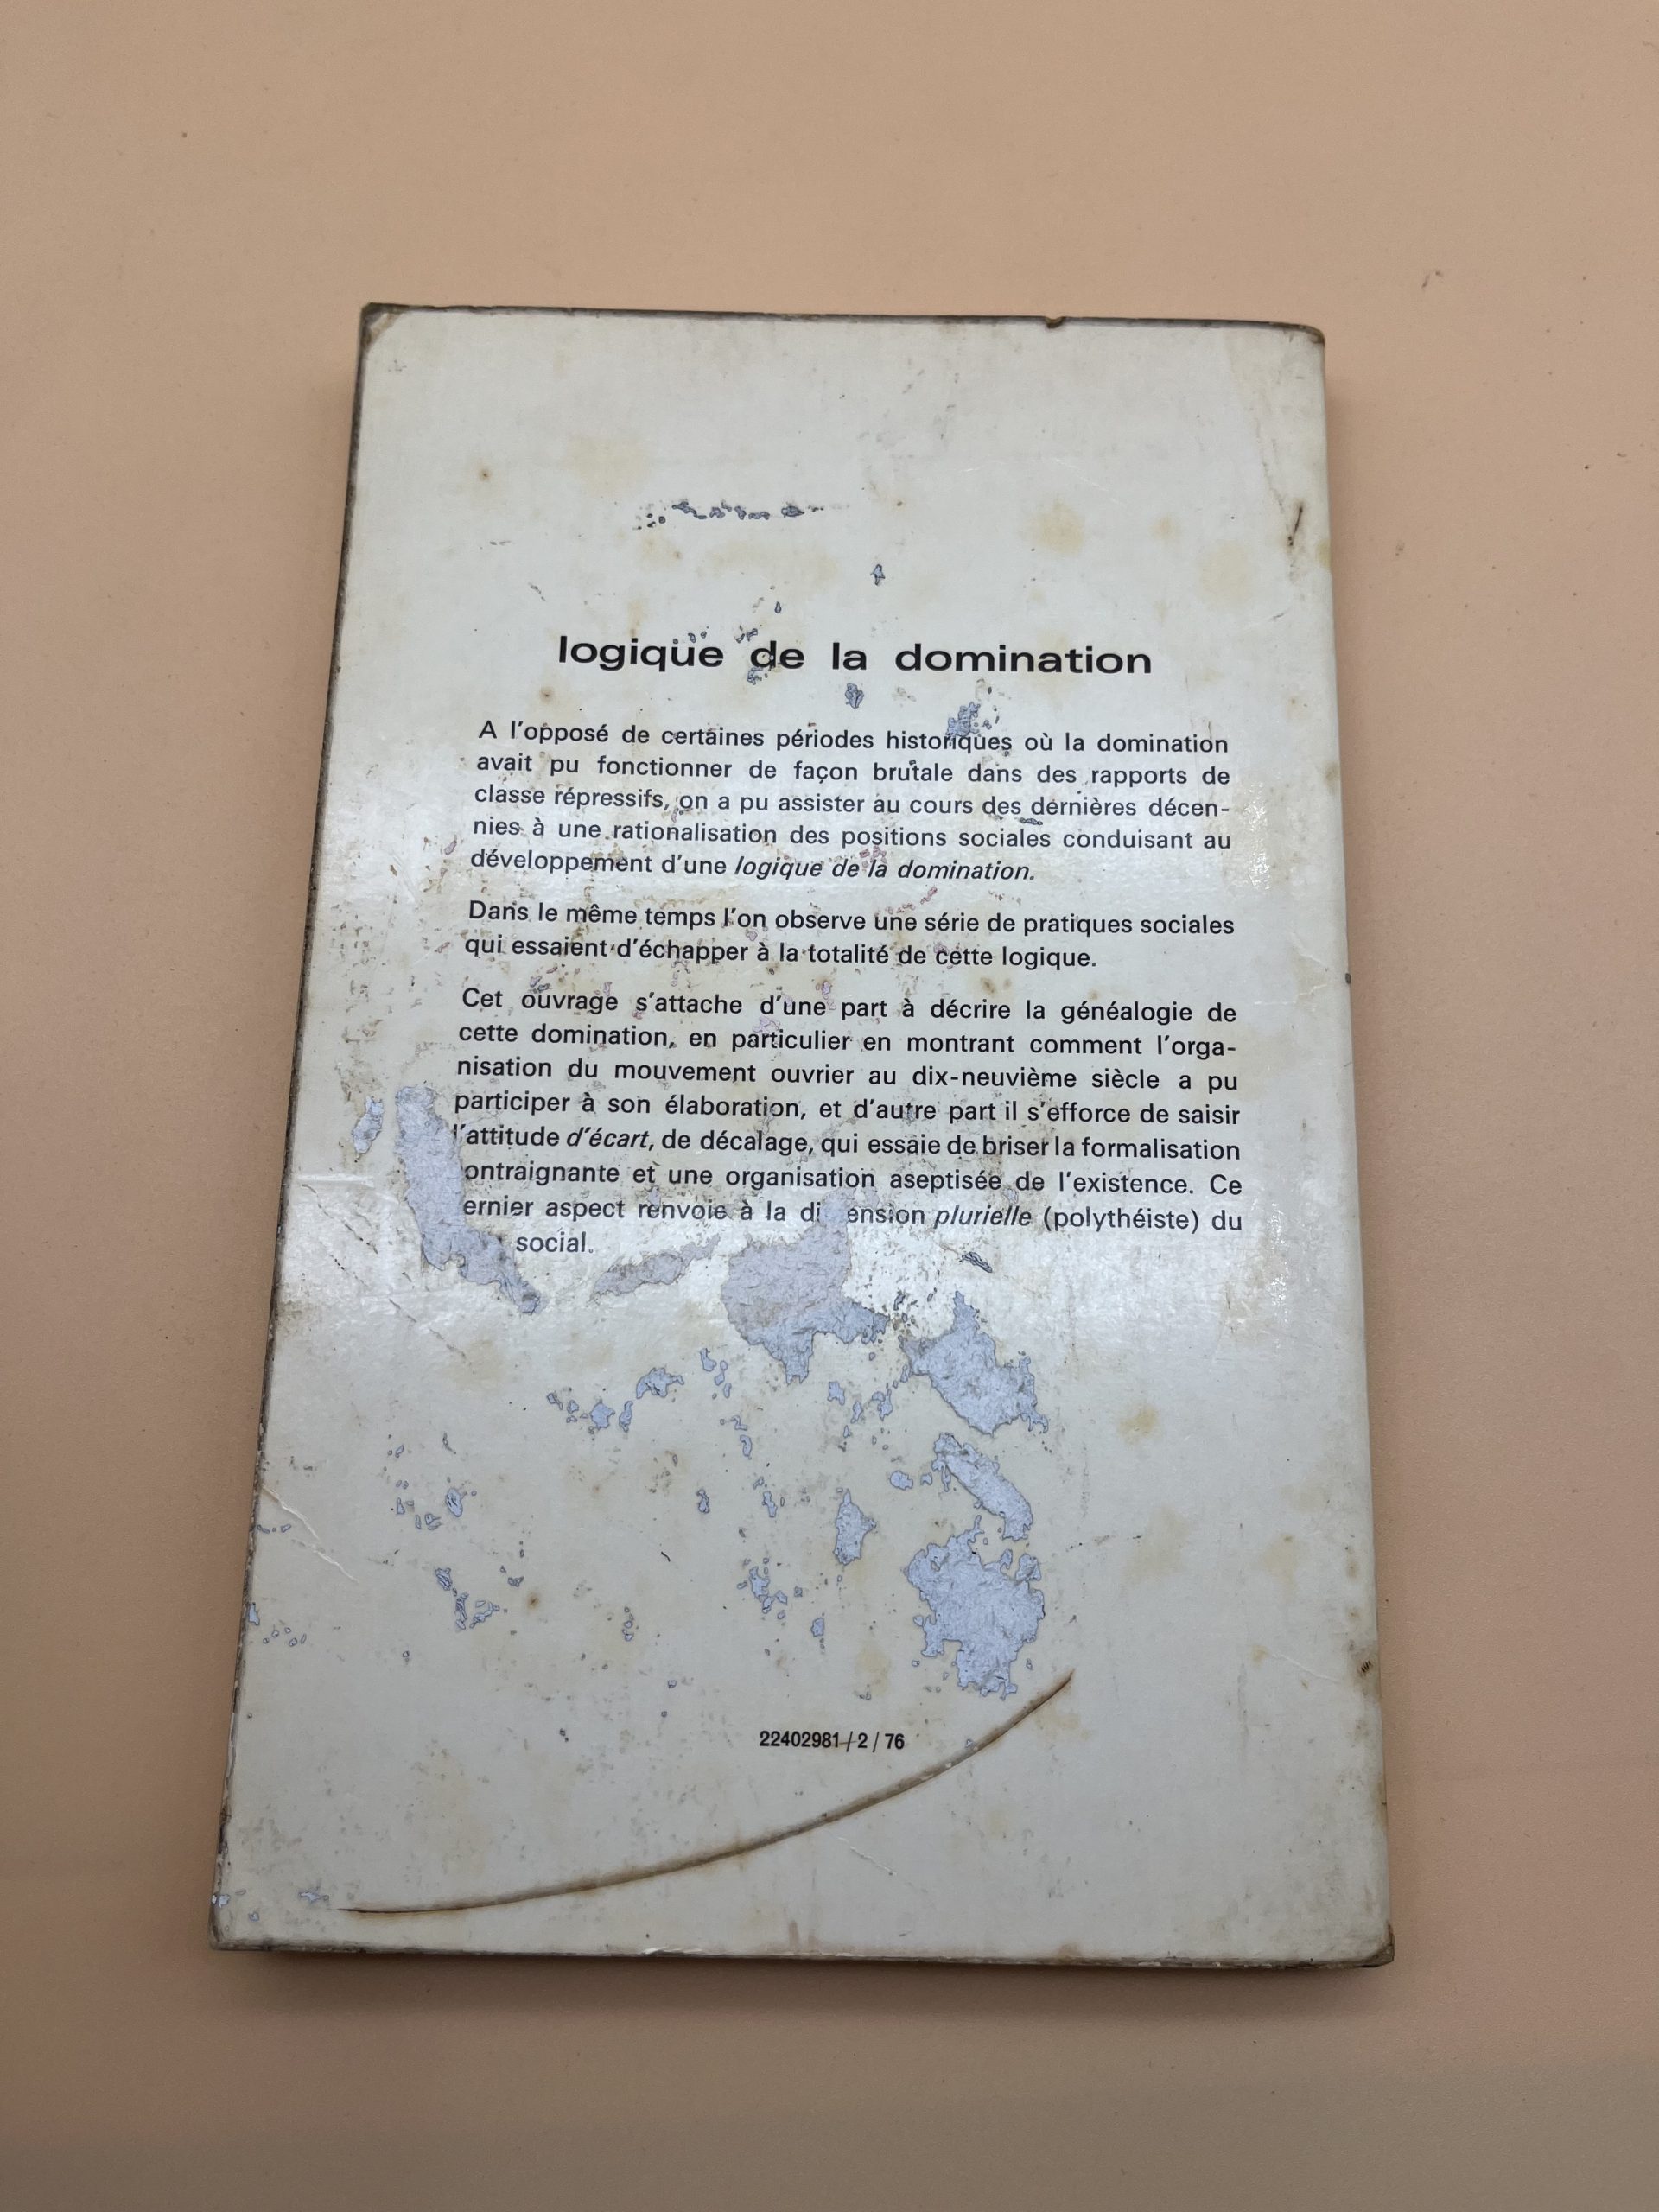 logique de la domination
A l'opposé de certaines périodes historiques où la domination
avait pu fonctionner de façon brutale dans des rapports de
classe répressifs, on a pu assister au cours des dernières décen-
nies à une rationalisation des positions sociales conduisant au
développement d'une logique de la domination.
Dans le même temps l'on observe une série de pratiques sociales
qui essaient d'échapper à la totalité de cette logique.
Cet ouvrage s'attache d'une part à décrire la généalogie de
cette domination, en particulier en montrant comment l'orga-
nisation du mouvement ouvrier au dix-neuvième siècle a pu
participer à son élaboration, et d'autre part il s'efforce de saisir
l'attitude d'écart, de décalage, qui essaie de briser la formalisation
ontraignante et une organisation aseptisée de l'existence. Ce
ernier aspect renvoie à la di ension plurielle (polythéiste) du
social.
22402981/2/76